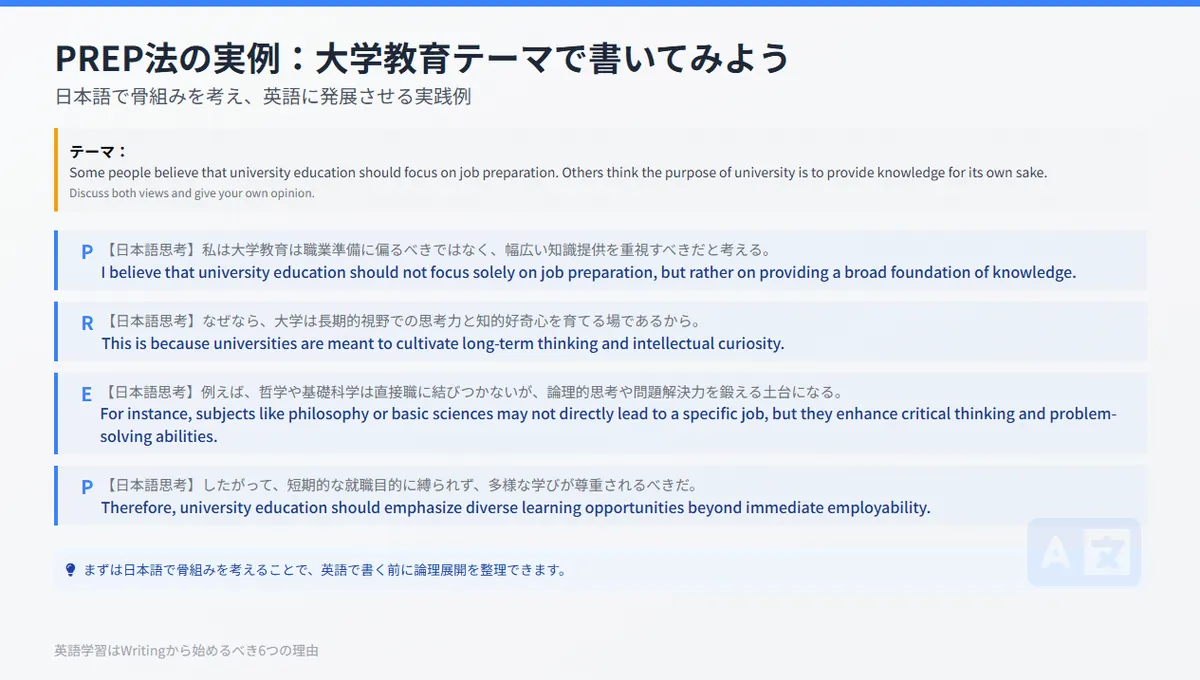 PREP法の実例：大学教育テーマで書いてみよう
日本語で骨組みを考え、英語に発展させる実践例
テーマ：
Some people believe that university education should focus on job preparation. Others think the purpose of university is to provide knowledge for its own sake.
Discuss both views and give your own opinion.
P 【日本語思考】私は大学教育は職業準備に偏るべきではなく、幅広い知識提供を重視すべきだと考える。
I believe that university education should not focus solely on job preparation, but rather on providing a broad foundation of knowledge.
R 【日本語思考】なぜなら、大学は長期的視野での思考力と知的好奇心を育てる場であるから。
This is because universities are meant to cultivate long-term thinking and intellectual curiosity.
E 【日本語思考】例えば、哲学や基礎科学は直接職に結びつかないが、論理的思考や問題解決力を鍛える土台になる。
For instance, subjects like philosophy or basic sciences may not directly lead to a specific job, but they enhance critical thinking and problem-
solving abilities.
P 【日本語思考】したがって、短期的な就職目的に縛られず、多様な学びが尊重されるべきだ。
Therefore, university education should emphasize diverse learning opportunities beyond immediate employability.
まずは日本語で骨組みを考えることで、英語で書く前に論理展開を整理できます。
A 文
英語学習はWritingから始めるべき6つの理由